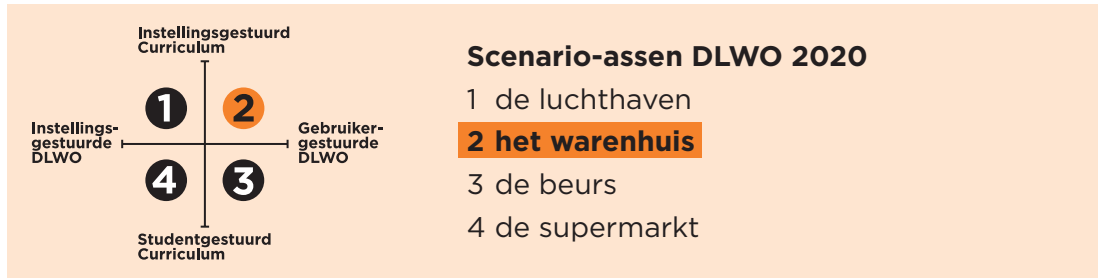 Instellingsgestuurd
Curriculum
1
2
Instellings-
gestuurde
DLWO
Gebruiker-
gestuurde
DLWO
4
3
Studentgestuurd
Curriculum
Scenario-assen DLWO 2020
1 de luchthaven
2 het warenhuis
3 de beurs
4 de supermarkt